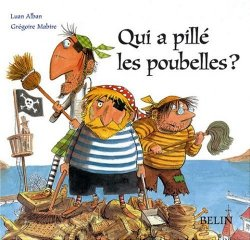 Luan Alban
Grégoire Mabire
Qui a pillé
les poubelles?
BELIN